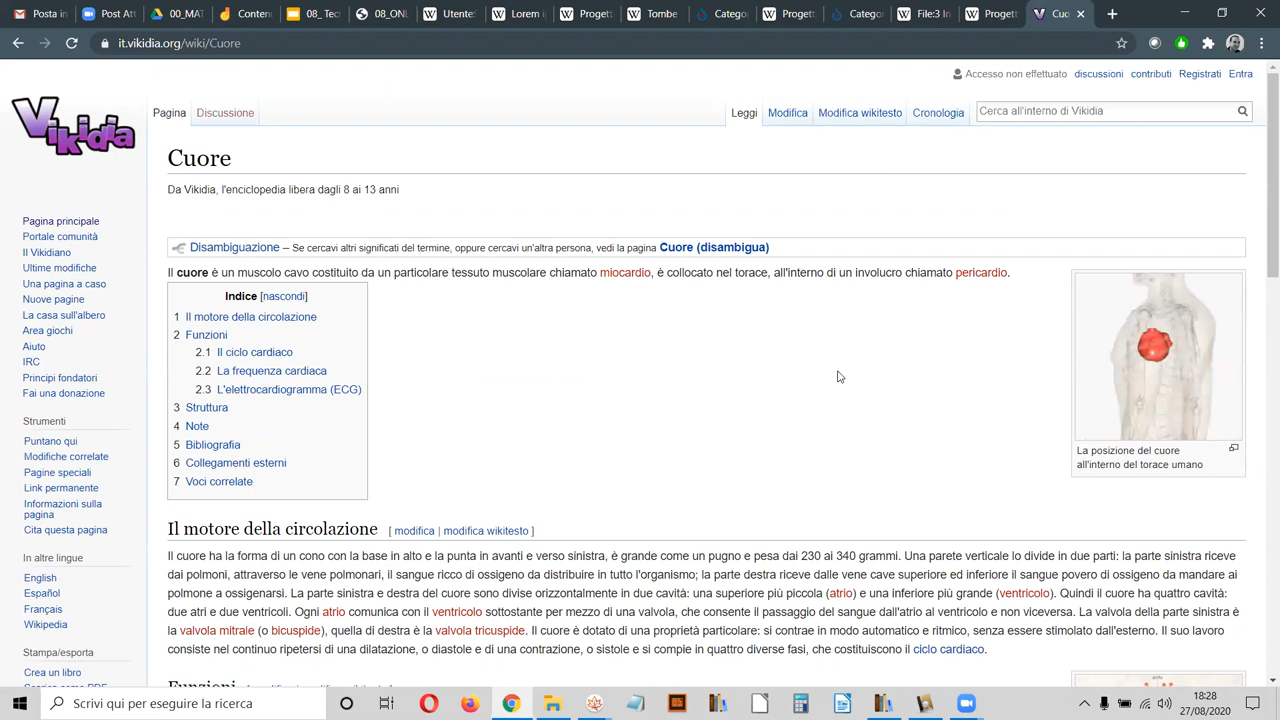 Posta in
Post Att
00_MAT
Conten
08_Tec
08_ONL
Utente:
Lorem i
Progett
Tombe
Catego
Progett
Catego
File:3 In
Progett
Cuo
it.vikidia.org/wiki/Cuore
Accesso non effettuato discussioni contributi Registrati Entra
Vikidia
Pagina Discussione Leggi Modifica Modifica wikitesto Cronologia Cerca all'interno di Vikidia
Cuore
Da Vikidia, l'enciclopedia libera dagli 8 ai 13 anni
Disambiguazione – Se cercavi altri significati del termine, oppure cercavi un'altra persona, vedi la pagina Cuore (disambigua)
Il cuore è un muscolo cavo costituito da un particolare tessuto muscolare chiamato miocardio, è collocato nel torace, all'interno di un involucro chiamato pericardio.
Indice [nascondi]
1 Il motore della circolazione
2 Funzioni
2.1 Il ciclo cardiaco
2.2 La frequenza cardiaca
2.3 L'elettrocardiogramma (ECG)
3 Struttura
4 Note
5 Bibliografia
6 Collegamenti esterni
7 Voci correlate
La posizione del cuore
all'interno del torace umano
Il motore della circolazione [ modifica | modifica wikitesto ]
Il cuore ha la forma di un cono con la base in alto e la punta in avanti e verso sinistra, è grande come un pugno e pesa dai 230 ai 340 grammi. Una parete verticale lo divide in due parti: la parte sinistra riceve
dai polmoni, attraverso le vene polmonari, il sangue ricco di ossigeno da distribuire in tutto l'organismo; la parte destra riceve dalle vene cave superiore ed inferiore il sangue povero di ossigeno da mandare ai
polmone a ossigenarsi. La parte sinistra e destra del cuore sono divise orizzontalmente in due cavità: una superiore più piccola (atrio) e una inferiore più grande (ventricolo). Quindi il cuore ha quattro cavità:
due atri e due ventricoli. Ogni atrio comunica con il ventricolo sottostante per mezzo di una valvola, che consente il passaggio del sangue dall'atrio al ventricolo e non viceversa. La valvola della parte sinistra è
la valvola mitrale (o bicuspide), quella di destra è la valvola tricuspide. Il cuore è dotato di una proprietà particolare: si contrae in modo automatico e ritmico, senza essere stimolato dall'esterno. Il suo lavoro
consiste nel continuo ripetersi di una dilatazione, o diastole e di una contrazione, o sistole e si compie in quattro diverse fasi, che costituiscono il ciclo cardiaco.
Funzioni
Pagina principale
Portale comunità
Il Vikidiano
Ultime modifiche
Una pagina a caso
Nuove pagine
La casa sull'albero
Area giochi
Aiuto
IRC
Principi fondatori
Fai una donazione
Strumenti
Puntano qui
Modifiche correlate
Pagine speciali
Link permanente
Informazioni sulla
pagina
Cita questa pagina
In altre lingue
English
Español
Français
Wikipedia
Stampa/esporta
Crea un libro
Scrivi qui per eseguire la ricerca
18:28
27/08/2020